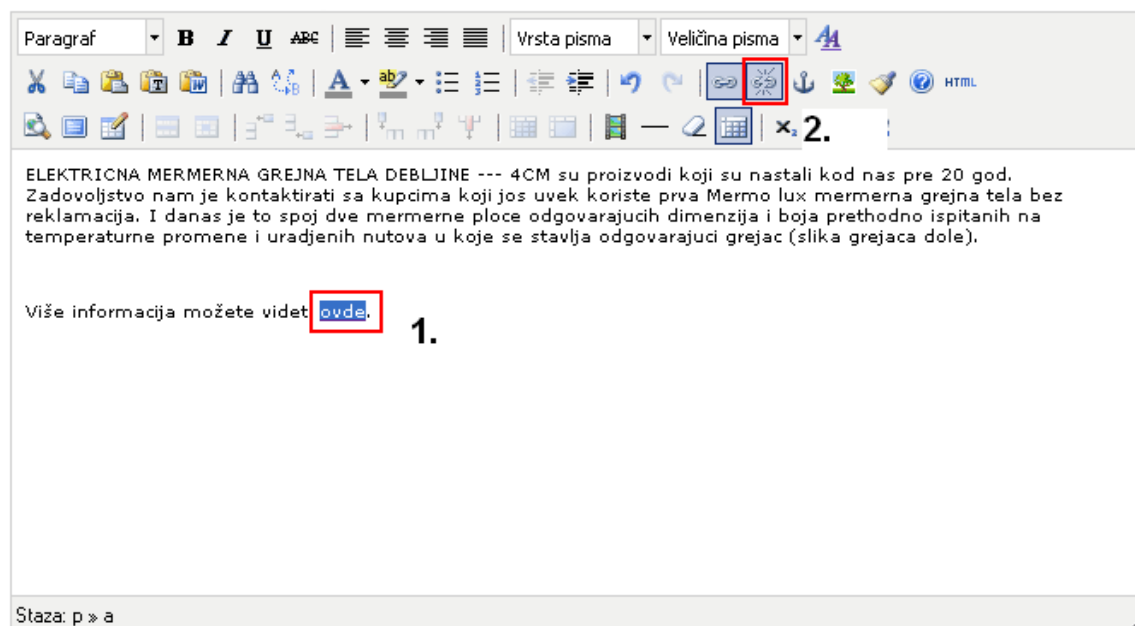 Paragraf B I U ABC Vrsta pisma Veličina pisma
HTML
2.
ELEKTRICNA MERMERNA GREJNA TELA DEBLJINE --- 4CM su proizvodi koji su nastali kod nas pre 20 god.
Zadovoljstvo nam je kontaktirati sa kupcima koji jos uvek koriste prva Mermo lux mermerna grejna tela bez
reklamacija. I danas je to spoj dve mermerne ploce odgovarajucih dimenzija i boja prethodno ispitanih na
temperaturne promene i uradjenih nutova u koje se stavlja odgovarajuci grejac (slika grejaca dole).
Više informacija možete videt ovde.
1.
Staza: p » a